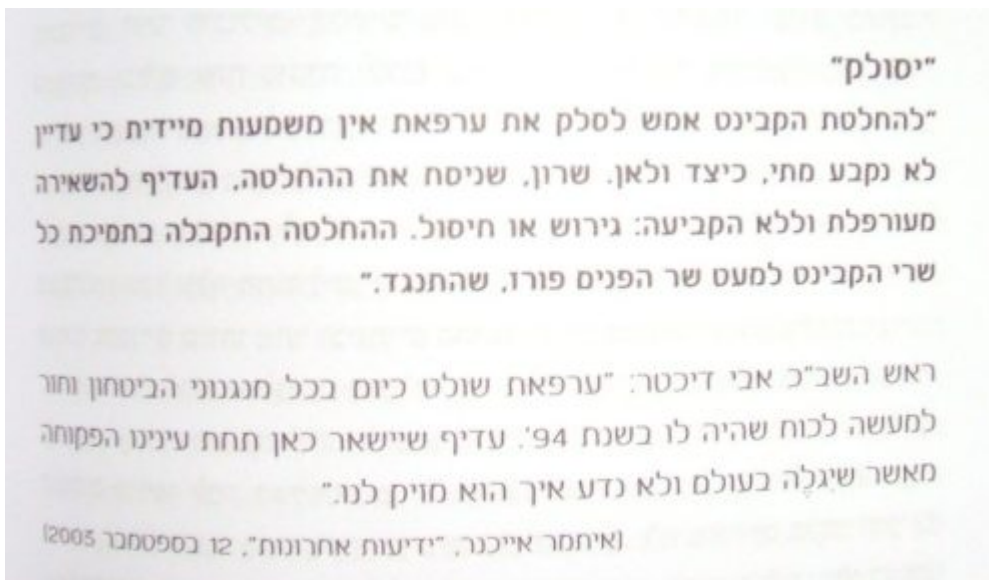 "יסולק"
"להחלטת הקבינט אמש לסלק את ערפאת אין משמעות מיידית כי עדיין
לא נקבע מתי, כיצד ולאן. שרון, שניסח את ההחלטה, העדיף להשאירה
מעורפלת וללא הקביעה: גירוש או חיסול. ההחלטה התקבלה בתמיכת כל
שרי הקבינט למעט שר הפנים פורז, שהתנגד."
ראש השב"כ אבי דיכטר: "ערפאת שולט כיום בכל מנגנוני הביטחון וחזר
למעשה לכוח שהיה לו בשנת 94'. עדיף שיישאר כאן תחת עינינו הפקוחה
מאשר שיגלֶה בעולם ולא נדע איך הוא מזיק לנו."
(איתמר אייכנר, "ידיעות אחרונות", 12 בספטמבר 2003)